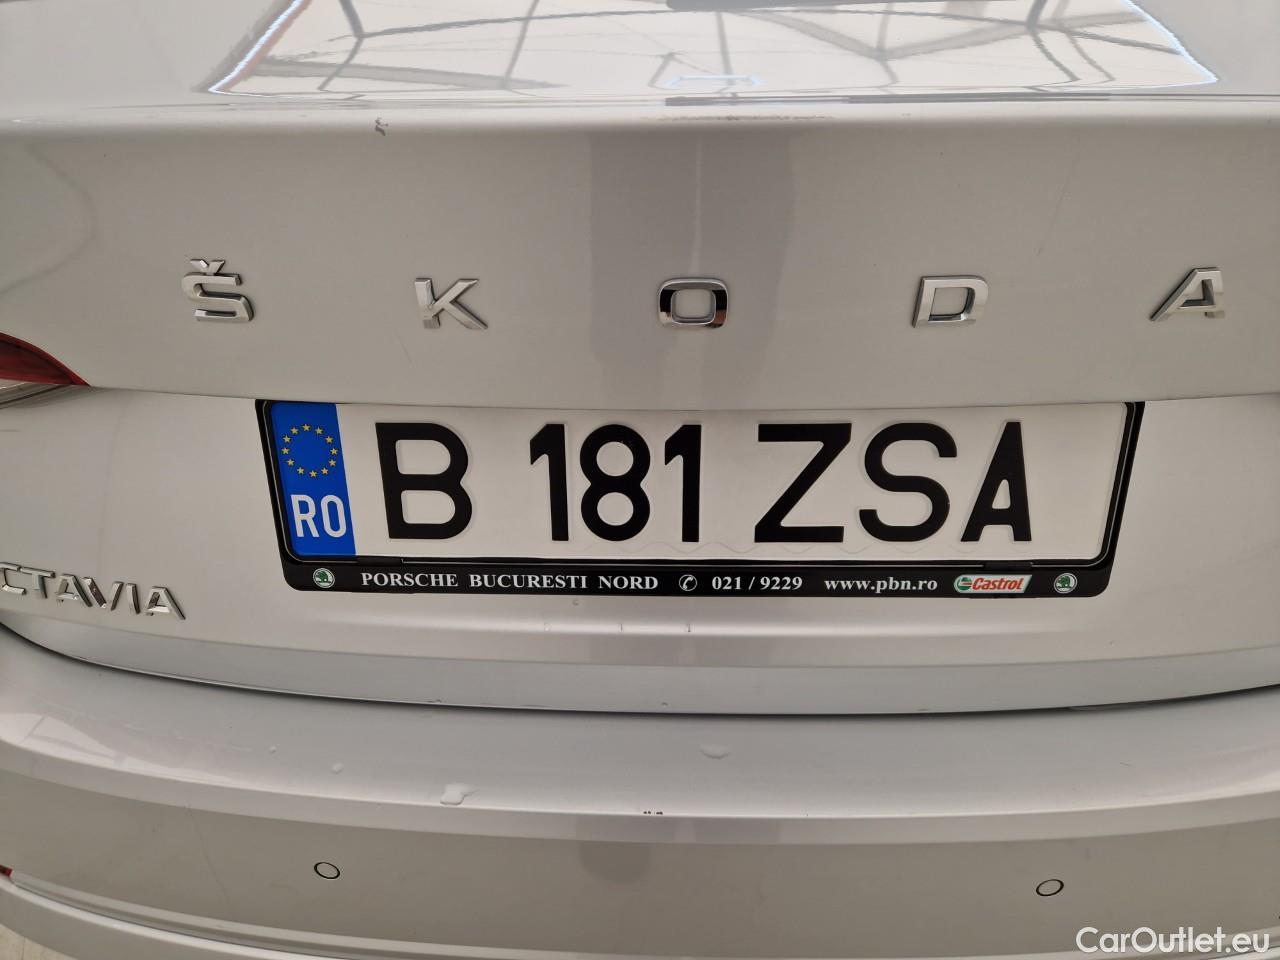 ŠKODA
B 181 ZSA
RO
CTAVIA
PORSCHE BUCURESTI NORD ✆ 021 / 9229 www.pbn.ro Castrol
CarOutlet.eu